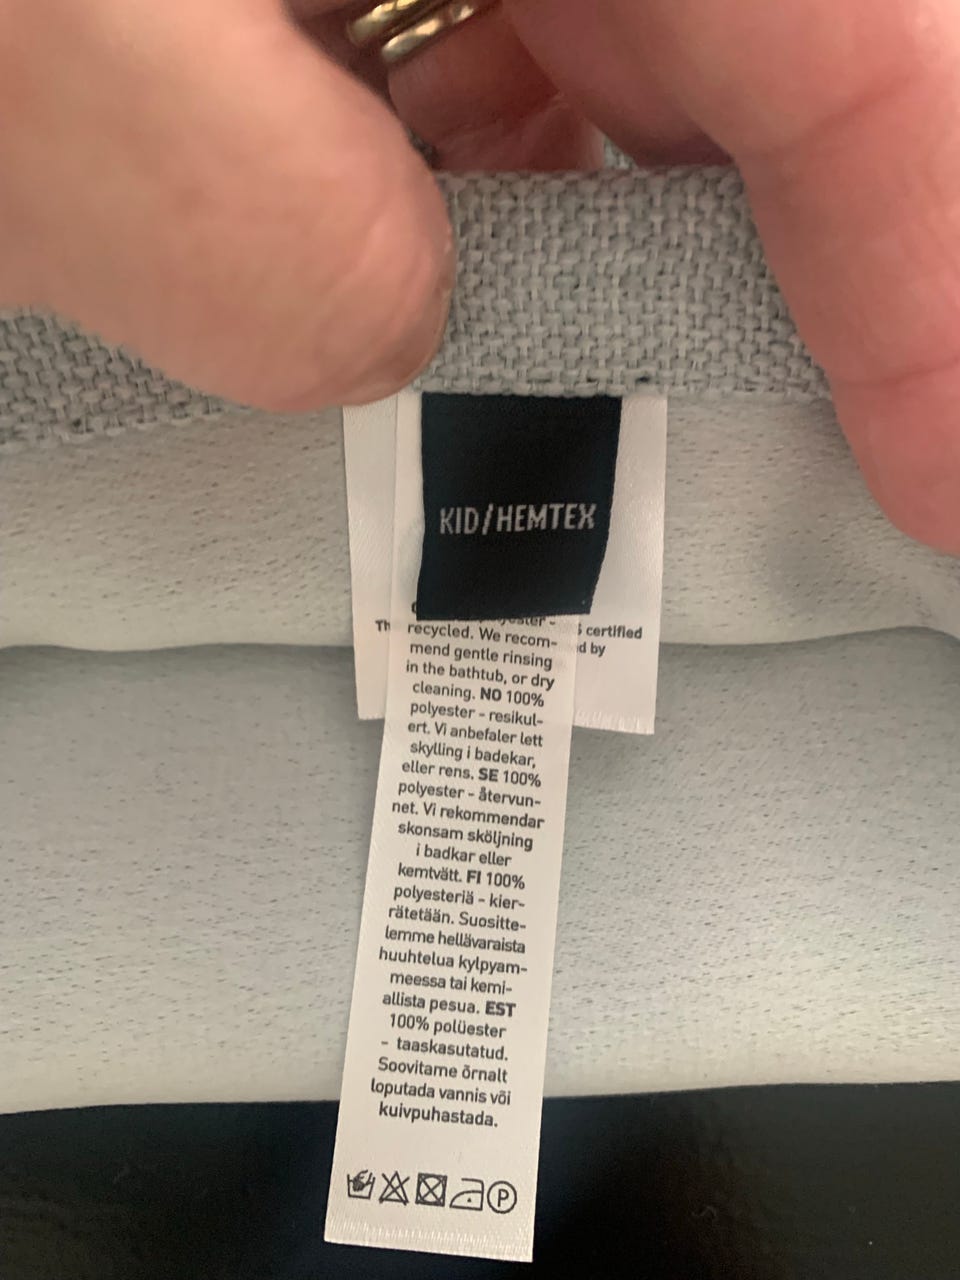 KID/HEMTEX
certified
by
recycled. We recom-
mend gentle rinsing
in the bathtub, or dry
cleaning. NO 100%
polyester - resikul-
ert. Vi anbefaler lett
skylling i badekar,
eller rens. SE 100%
polyester - återvun-
net. Vi rekommendar
skonsam sköljning
i badkar eller
kemtvätt. FI 100%
polyesteriä - kier-
rätetään. Suositte-
lemme hellävaraista
huuhtelua kylpyam-
meessa tai kemi-
allista pesua. EST
100% polüester
- taaskasutatud.
Soovitame õrnalt
loputada vannis või
kuivpuhastada.
P